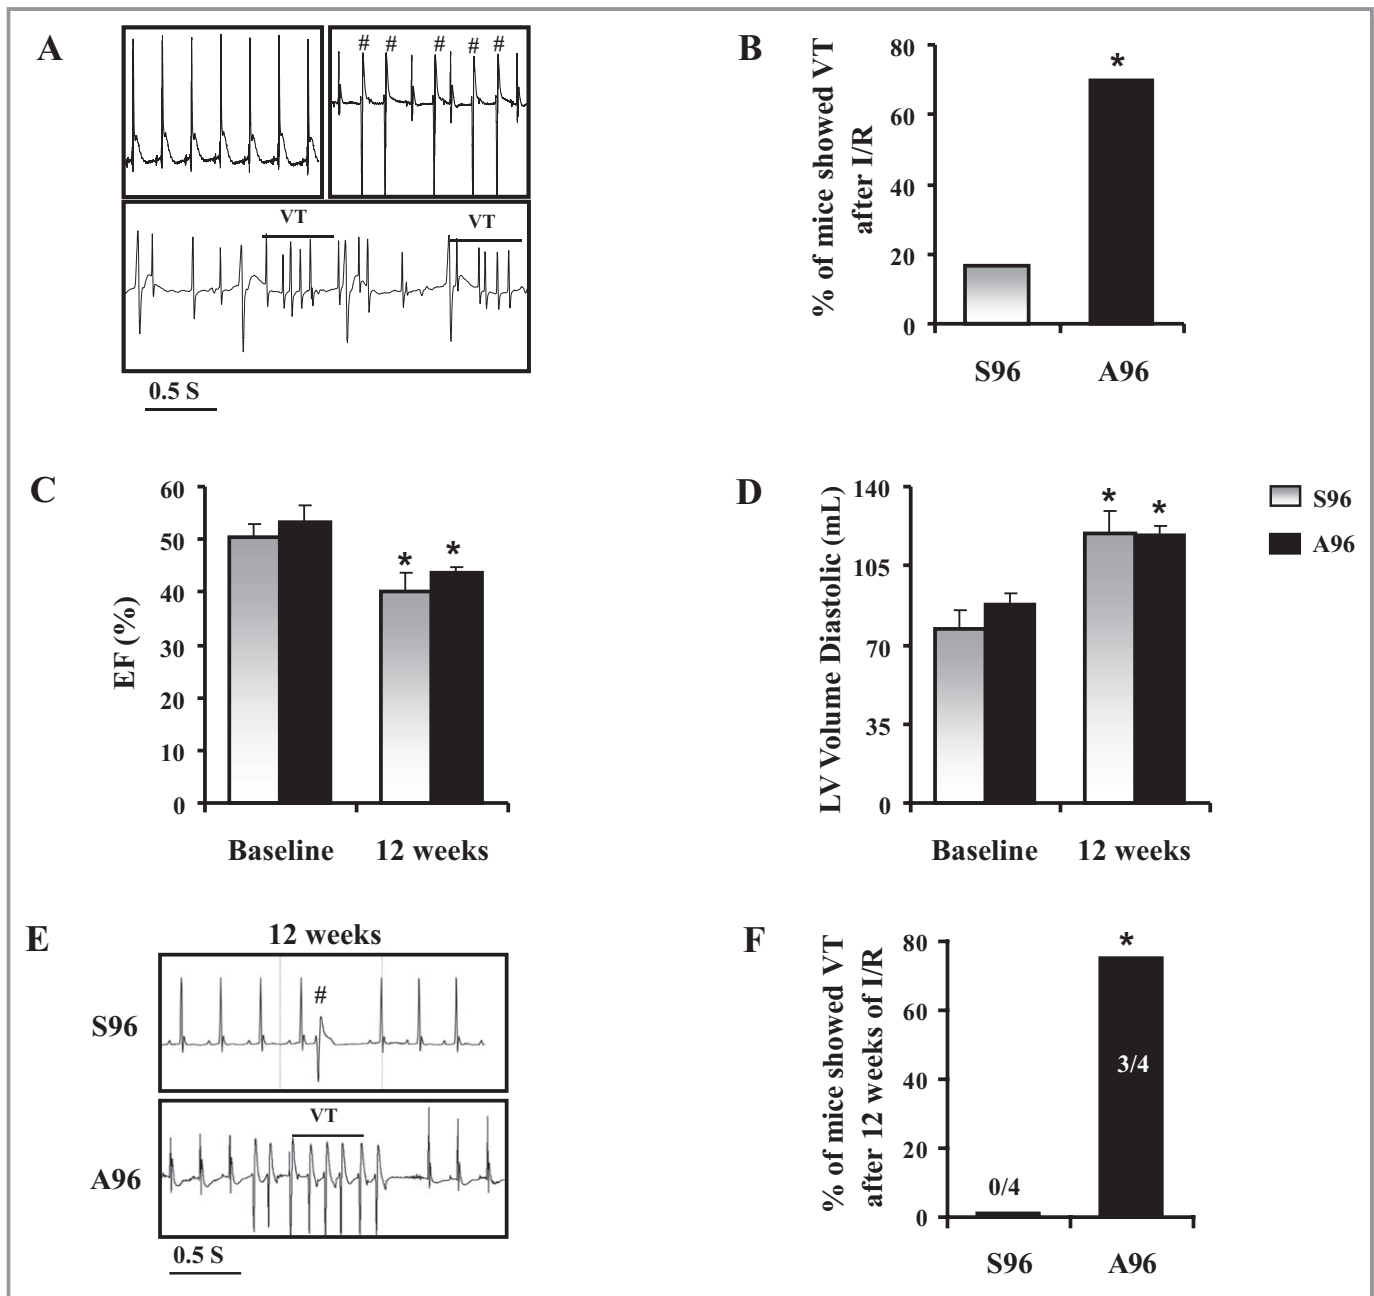 A
# # # # #
VT VT
0.5 S
B
% of mice showed VT
after I/R
80
60
40
20
0
*
S96 A96
C
EF (%)
60
50
40
30
20
10
0
* *
Baseline 12 weeks
D
LV Volume Diastolic (mL)
140
105
70
35
0
* *
Baseline 12 weeks
S96
A96
E
12 weeks
S96
#
A96
VT
0.5 S
F
% of mice showed VT
after 12 weeks of I/R
80
60
40
20
0
*
0/4
3/4
S96 A96